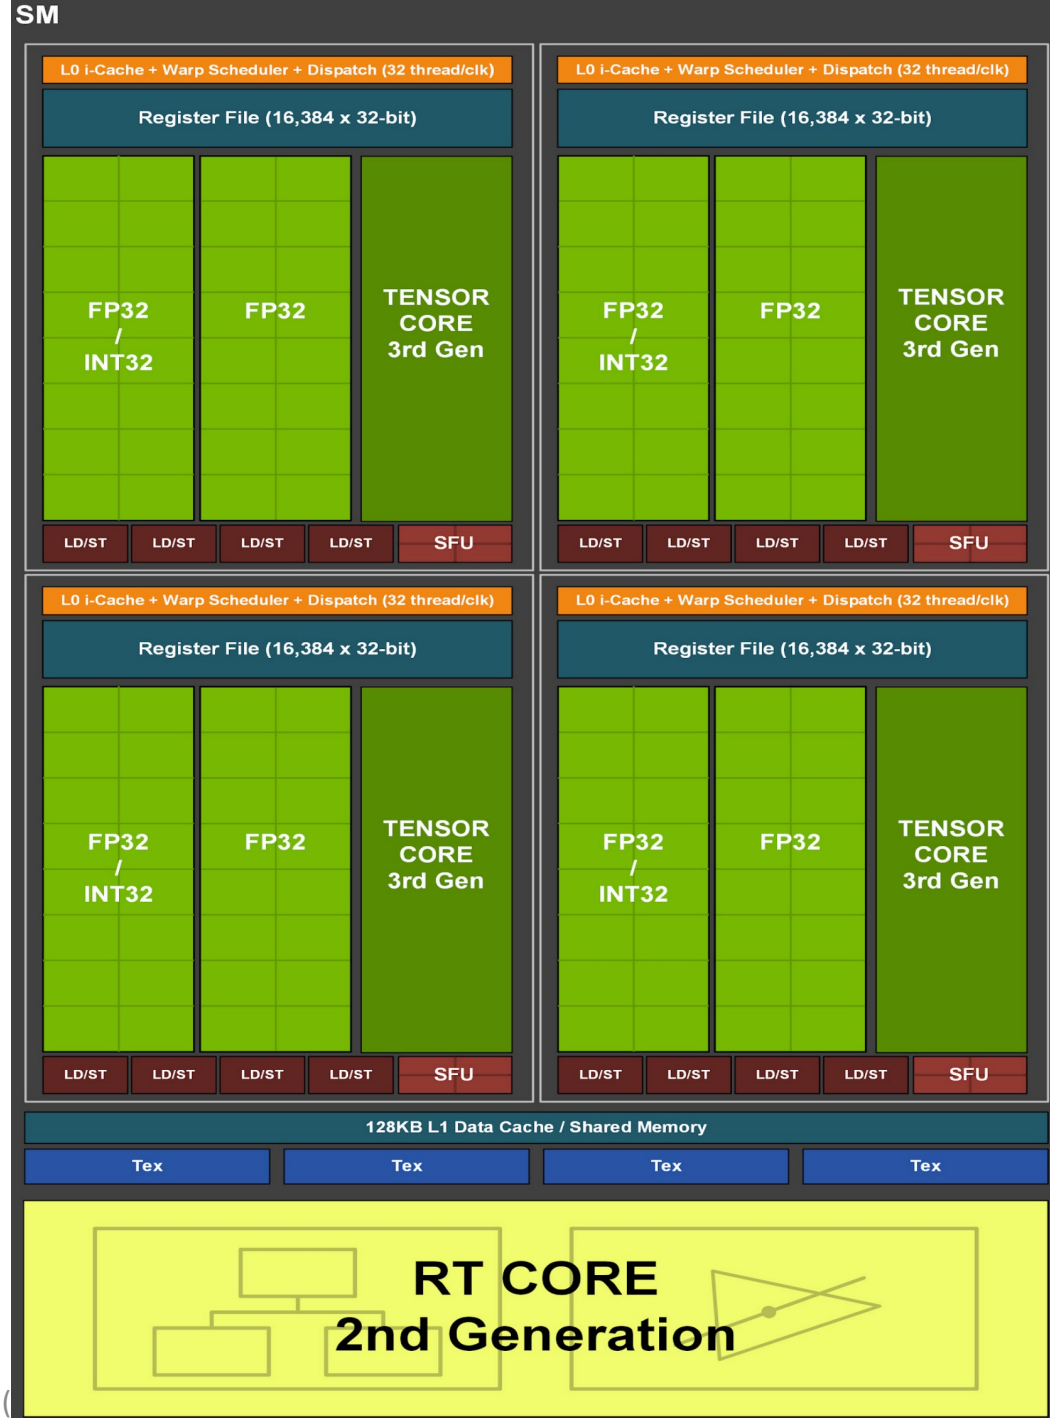 SM
L0 i-Cache + Warp Scheduler + Dispatch (32 thread/clk)
Register File (16,384 x 32-bit)
FP32
/
INT32
FP32
TENSOR
CORE
3rd Gen
LD/ST
LD/ST
LD/ST
LD/ST
SFU
L0 i-Cache + Warp Scheduler + Dispatch (32 thread/clk)
Register File (16,384 x 32-bit)
FP32
/
INT32
FP32
TENSOR
CORE
3rd Gen
LD/ST
LD/ST
LD/ST
LD/ST
SFU
L0 i-Cache + Warp Scheduler + Dispatch (32 thread/clk)
Register File (16,384 x 32-bit)
FP32
/
INT32
FP32
TENSOR
CORE
3rd Gen
LD/ST
LD/ST
LD/ST
LD/ST
SFU
L0 i-Cache + Warp Scheduler + Dispatch (32 thread/clk)
Register File (16,384 x 32-bit)
FP32
/
INT32
FP32
TENSOR
CORE
3rd Gen
LD/ST
LD/ST
LD/ST
LD/ST
SFU
128KB L1 Data Cache / Shared Memory
Tex
Tex
Tex
Tex
RT CORE
2nd Generation
(